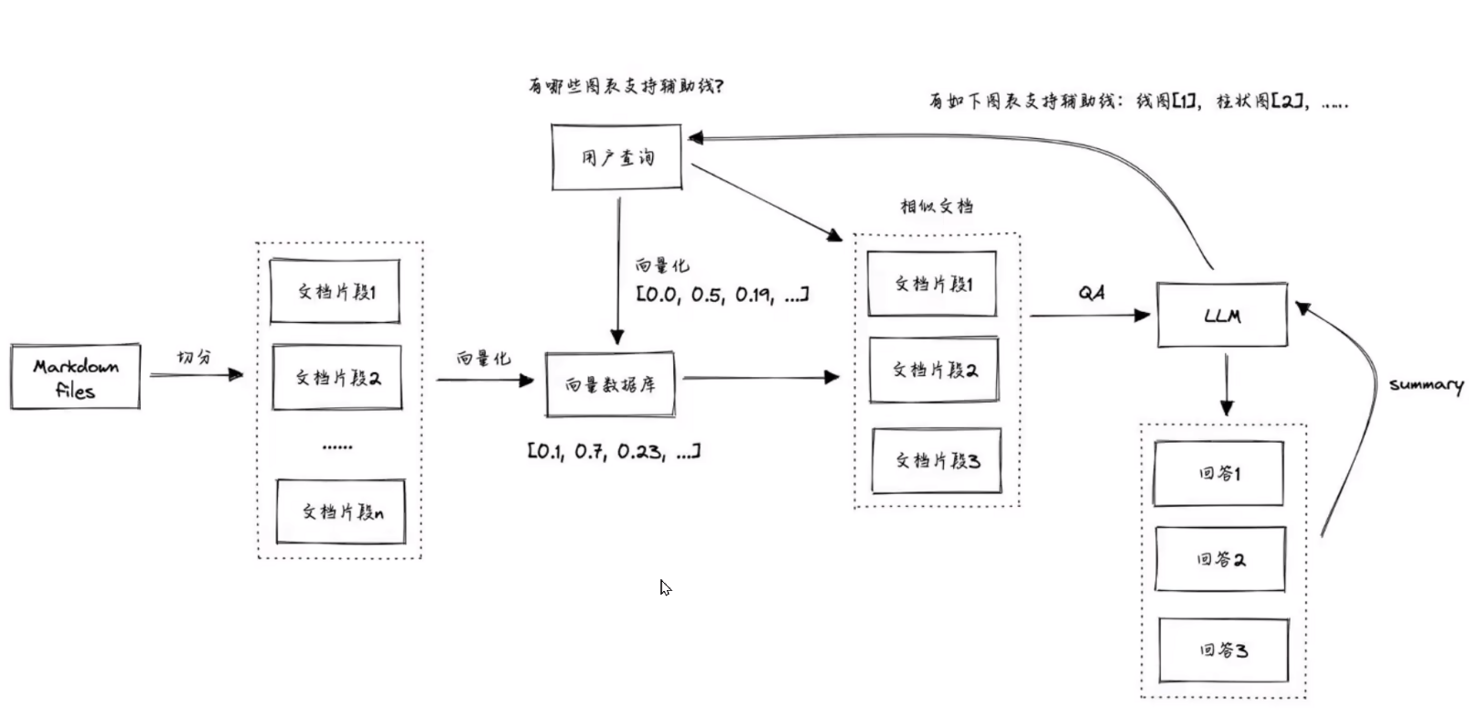 有哪些图表支持辅助线?
有如下图表支持辅助线: 线图[1], 柱状图[2], ......
用户查询
相似文档
向量化
[0.0, 0.5, 0.19, ...]
文档片段1
文档片段1
QA
LLM
Markdown
files
切分
文档片段2
向量化
向量数据库
文档片段2
summary
......
[0.1, 0.7, 0.23, ...]
文档片段3
回答1
文档片段n
回答2
回答3